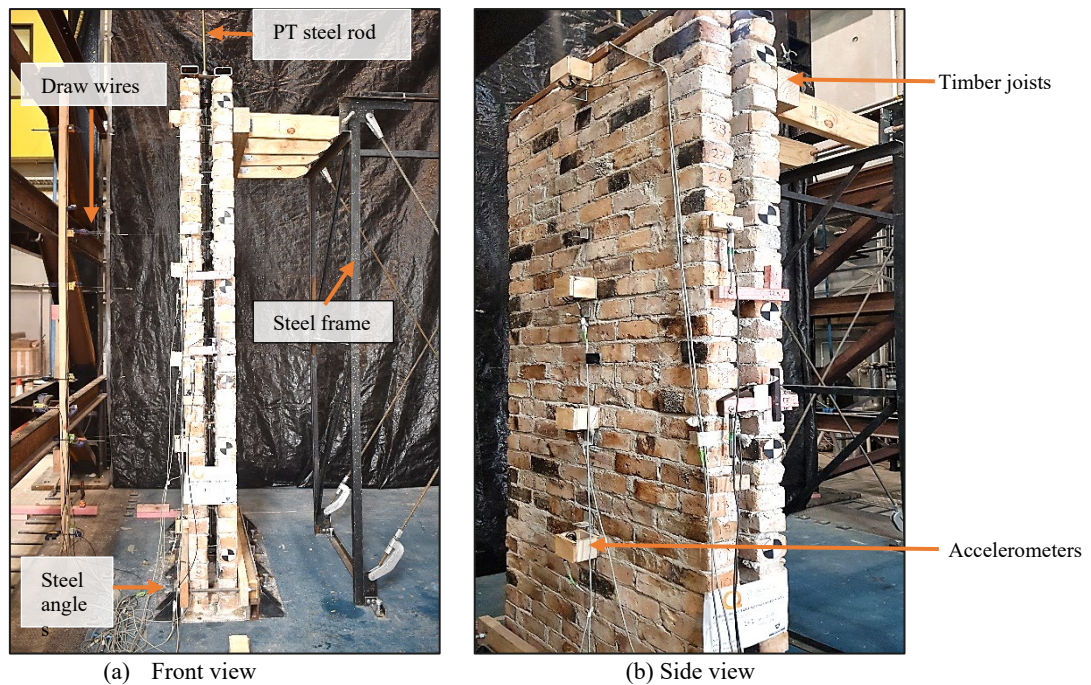 PT steel rod
Draw wires
Timber joists
Steel frame
Accelerometers
Steel
angle
s
(a) Front view
(b) Side view